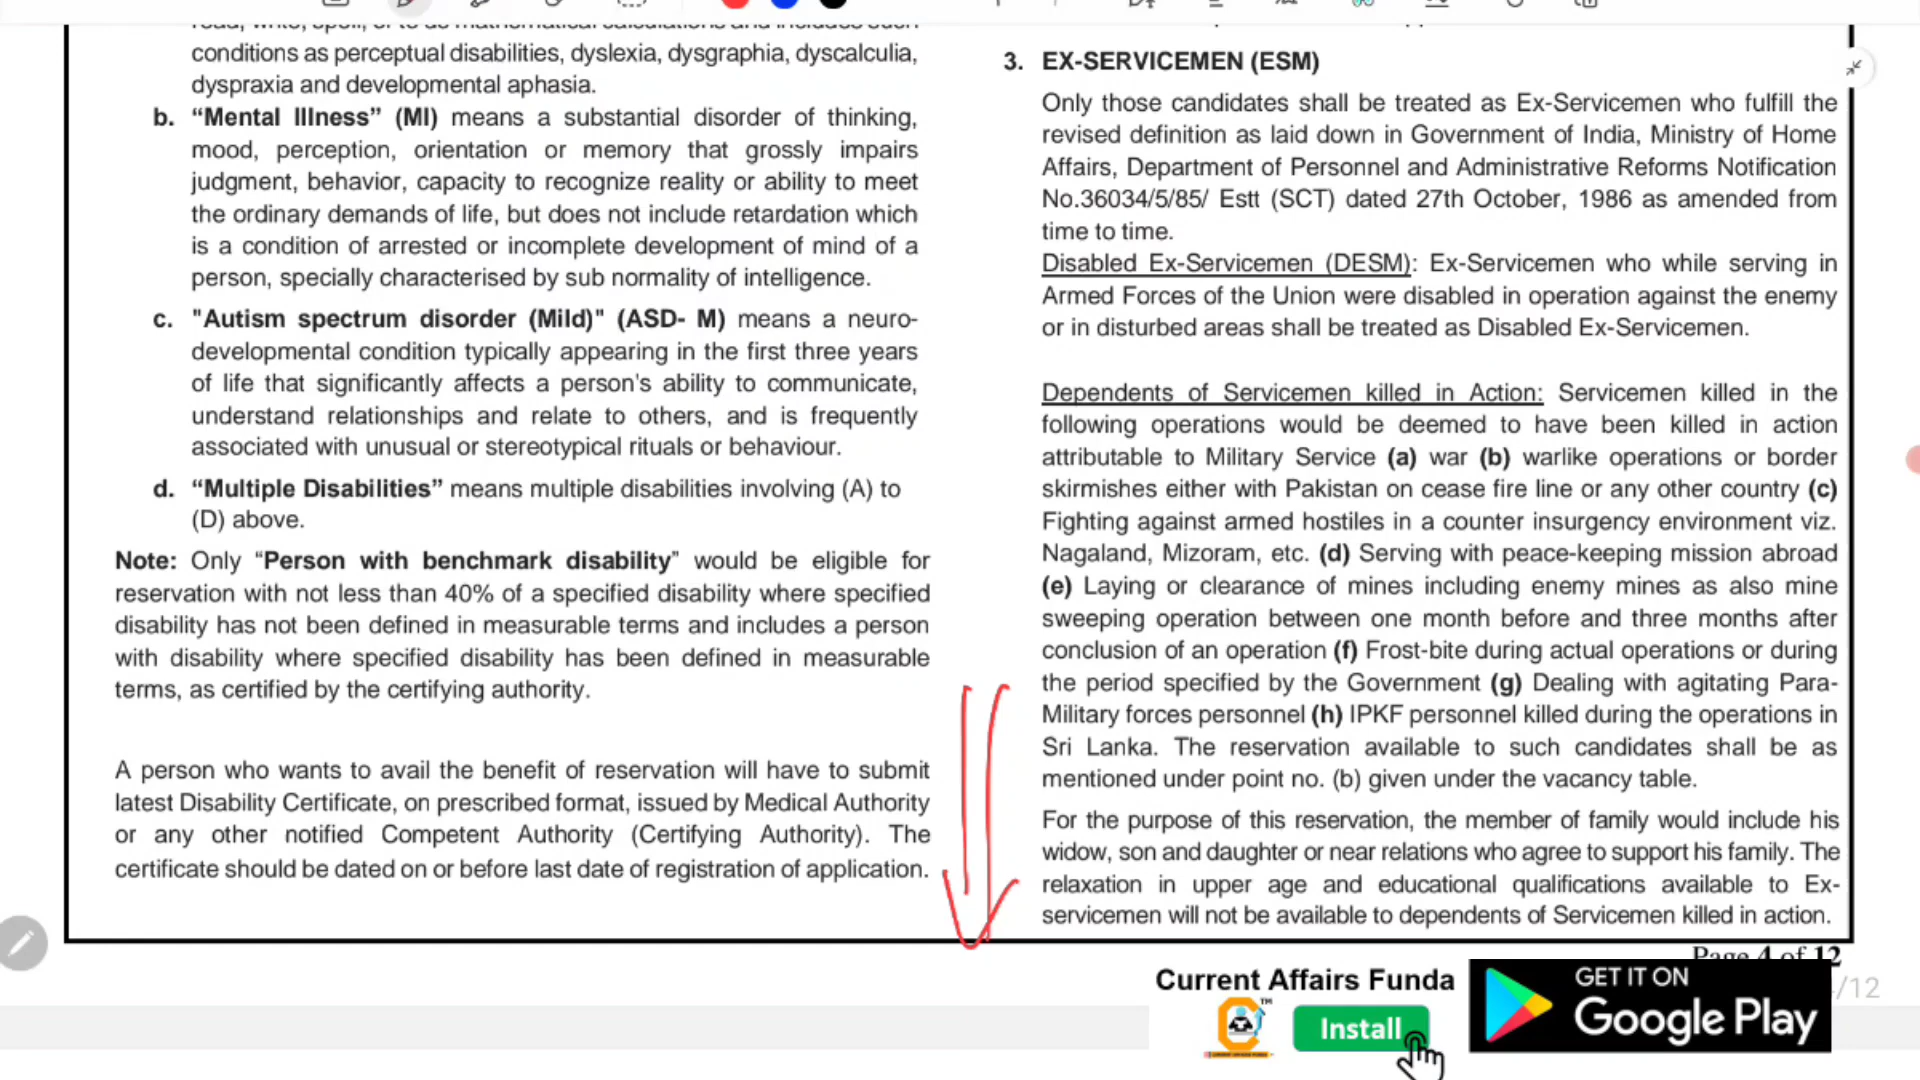 conditions as perceptual disabilities, dyslexia, dysgraphia, dyscalculia,
dyspraxia and developmental aphasia.
b. “Mental Illness” (MI) means a substantial disorder of thinking,
mood, perception, orientation or memory that grossly impairs
judgment, behavior, capacity to recognize reality or ability to meet
the ordinary demands of life, but does not include retardation which
is a condition of arrested or incomplete development of mind of a
person, specially characterised by sub normality of intelligence.
c. "Autism spectrum disorder (Mild)" (ASD- M) means a neuro-
developmental condition typically appearing in the first three years
of life that significantly affects a person's ability to communicate,
understand relationships and relate to others, and is frequently
associated with unusual or stereotypical rituals or behaviour.
d. “Multiple Disabilities” means multiple disabilities involving (A) to
(D) above.
Note: Only “Person with benchmark disability” would be eligible for
reservation with not less than 40% of a specified disability where specified
disability has not been defined in measurable terms and includes a person
with disability where specified disability has been defined in measurable
terms, as certified by the certifying authority.
A person who wants to avail the benefit of reservation will have to submit
latest Disability Certificate, on prescribed format, issued by Medical Authority
or any other notified Competent Authority (Certifying Authority). The
certificate should be dated on or before last date of registration of application.
3. EX-SERVICEMEN (ESM)
Only those candidates shall be treated as Ex-Servicemen who fulfill the
revised definition as laid down in Government of India, Ministry of Home
Affairs, Department of Personnel and Administrative Reforms Notification
No.36034/5/85/ Estt (SCT) dated 27th October, 1986 as amended from
time to time.
Disabled Ex-Servicemen (DESM): Ex-Servicemen who while serving in
Armed Forces of the Union were disabled in operation against the enemy
or in disturbed areas shall be treated as Disabled Ex-Servicemen.
Dependents of Servicemen killed in Action: Servicemen killed in the
following operations would be deemed to have been killed in action
attributable to Military Service (a) war (b) warlike operations or border
skirmishes either with Pakistan on cease fire line or any other country (c)
Fighting against armed hostiles in a counter insurgency environment viz.
Nagaland, Mizoram, etc. (d) Serving with peace-keeping mission abroad
(e) Laying or clearance of mines including enemy mines as also mine
sweeping operation between one month before and three months after
conclusion of an operation (f) Frost-bite during actual operations or during
the period specified by the Government (g) Dealing with agitating Para-
Military forces personnel (h) IPKF personnel killed during the operations in
Sri Lanka. The reservation available to such candidates shall be as
mentioned under point no. (b) given under the vacancy table.
For the purpose of this reservation, the member of family would include his
widow, son and daughter or near relations who agree to support his family. The
relaxation in upper age and educational qualifications available to Ex-
servicemen will not be available to dependents of Servicemen killed in action.
Page 4 of 12
/12
Current Affairs Funda
Install
GET IT ON
Google Play